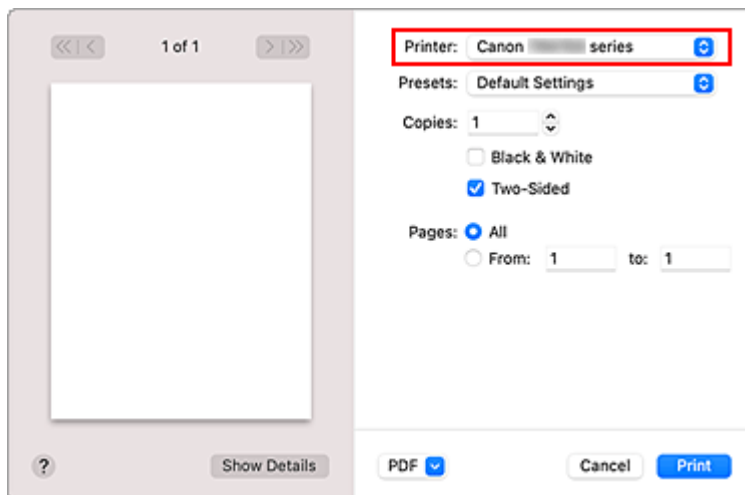 1 of 1
Printer: Canon series
Presets: Default Settings
Copies: 1
Black & White
Two-Sided
Pages: All
From: 1 to: 1
? Show Details PDF Cancel Print